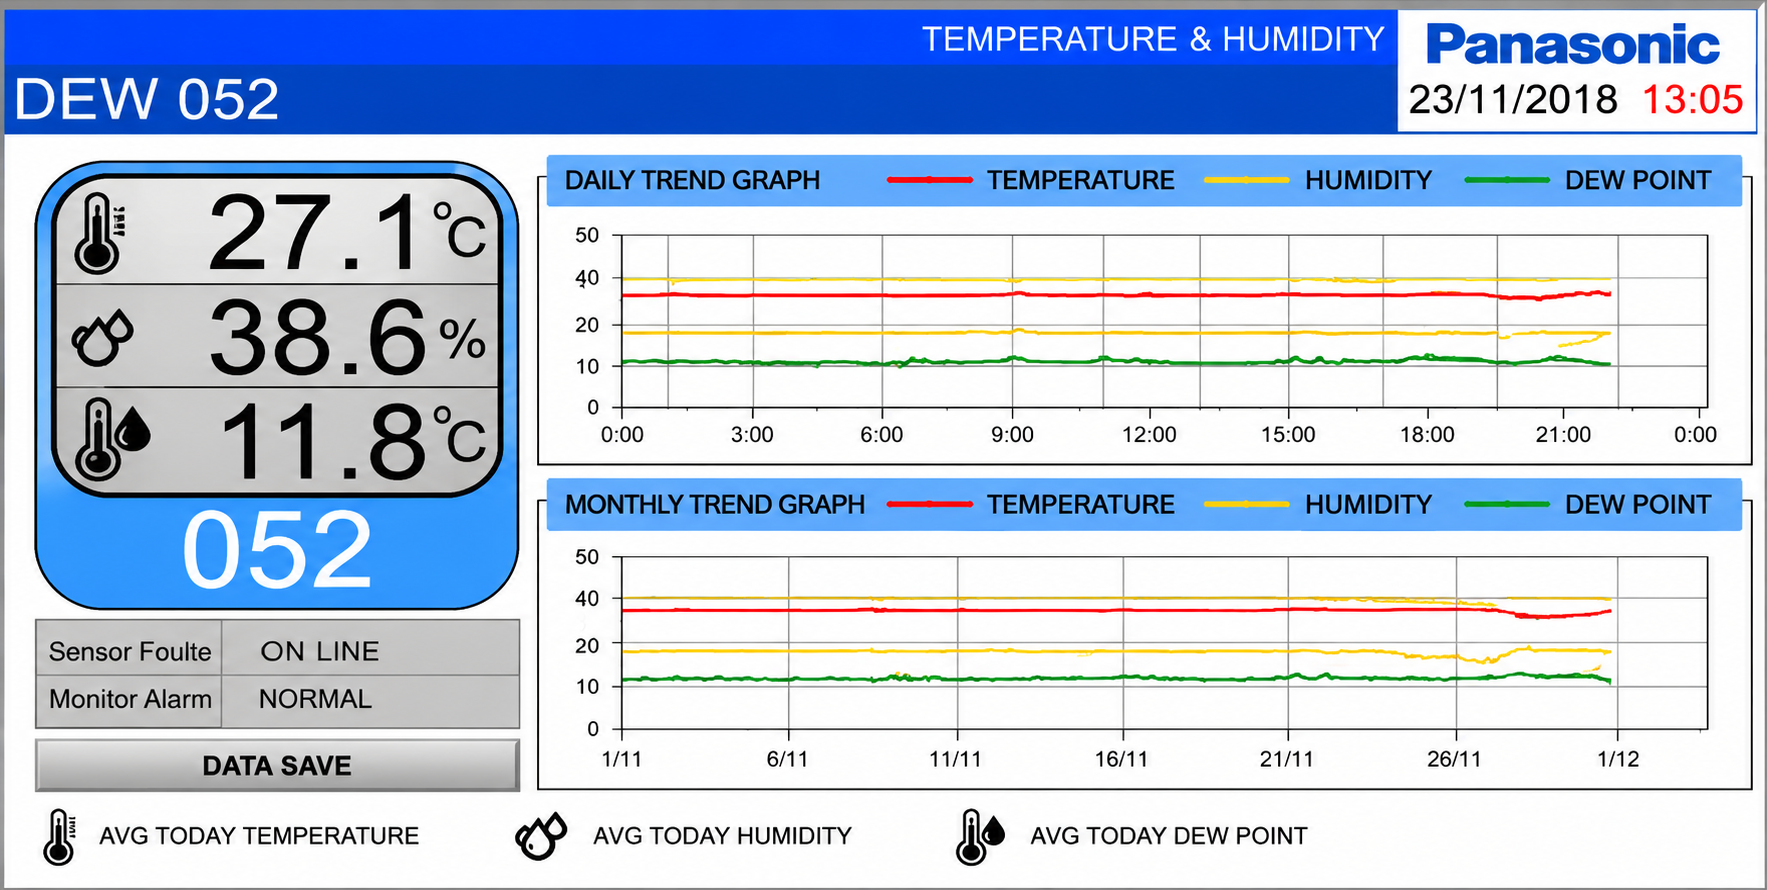 TEMPERATURE & HUMIDITY
Panasonic
DEW 052
23/11/2018 13:05
27.1°C
38.6%
11.8°C
052
Sensor Foulte ON LINE
Monitor Alarm NORMAL
DATA SAVE
DAILY TREND GRAPH TEMPERATURE HUMIDITY DEW POINT
50
40
20
10
0
0:00 3:00 6:00 9:00 12:00 15:00 18:00 21:00 0:00
MONTHLY TREND GRAPH TEMPERATURE HUMIDITY DEW POINT
50
40
20
10
0
1/11 6/11 11/11 16/11 21/11 26/11 1/12
AVG TODAY TEMPERATURE AVG TODAY HUMIDITY AVG TODAY DEW POINT